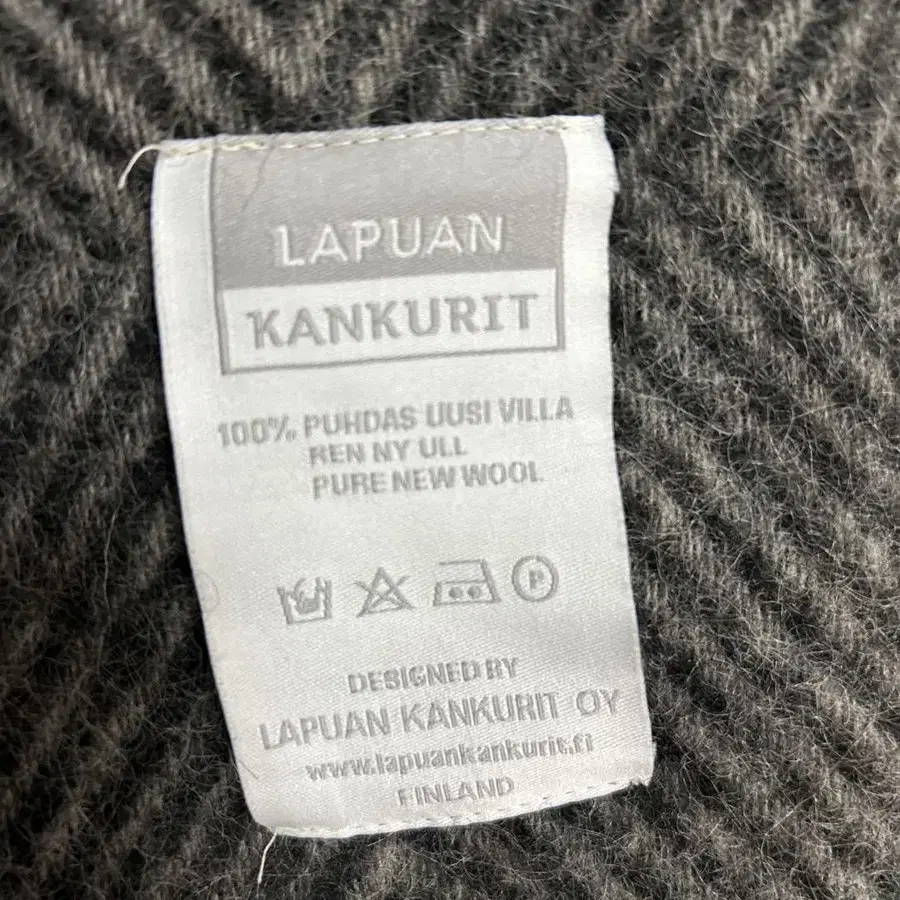 LAPUAN
KANKURIT
100% PUHDAS UUSI VILLA
REN NY ULL
PURE NEW WOOL
P
DESIGNED BY
LAPUAN KANKURIT OY
www.lapuankankurit.fi
FINLAND